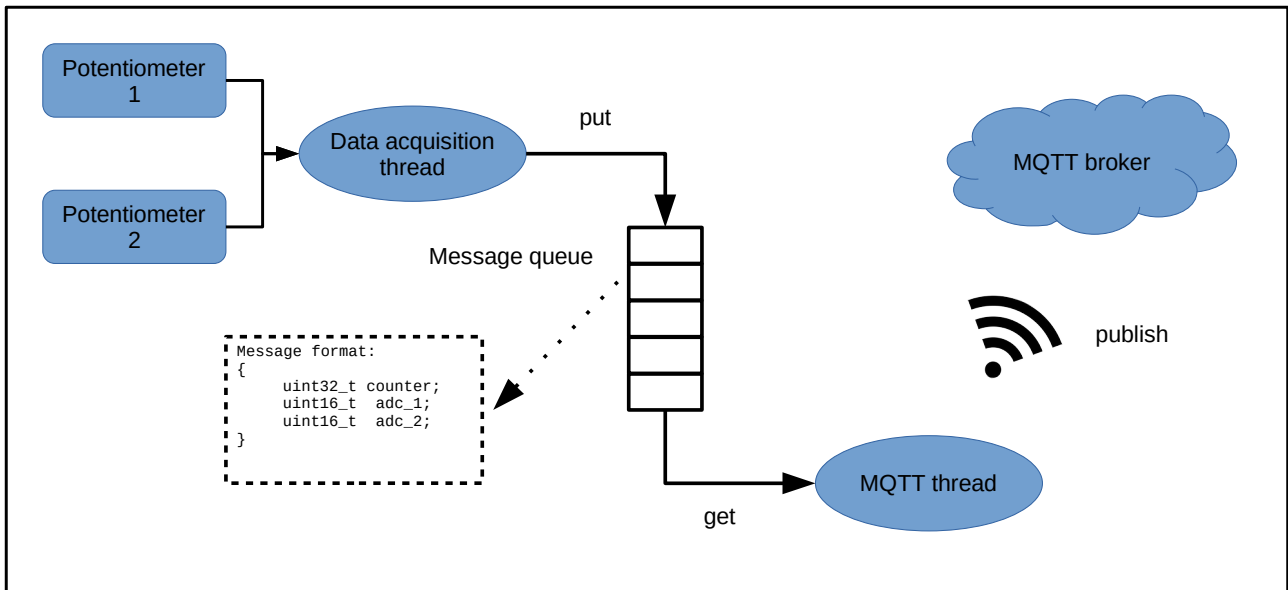 Potentiometer
1
Potentiometer
2
Data acquisition
thread
put
Message queue
Message format:
{
     uint32_t counter;
     uint16_t  adc_1;
     uint16_t  adc_2;
}
get
MQTT thread
publish
MQTT broker